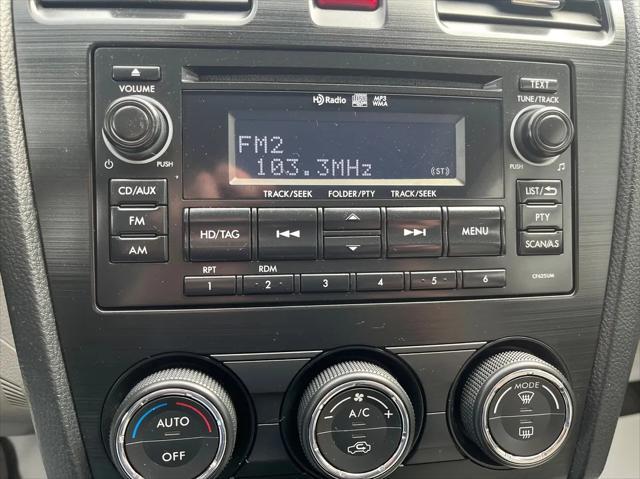 VOLUME
TEXT
TUNE/TRACK
HD Radio
MP3
WMA
FM2
103.3MHz (ST)
PUSH
PUSH
TRACK/SEEK FOLDER/PTY TRACK/SEEK
CD/AUX
FM
AM
HD/TAG
MENU
LIST/
PTY
SCAN/AS
RPT RDM
1 2 3 4 5 6
CF625UM
AUTO
OFF
A/C +
-
MODE